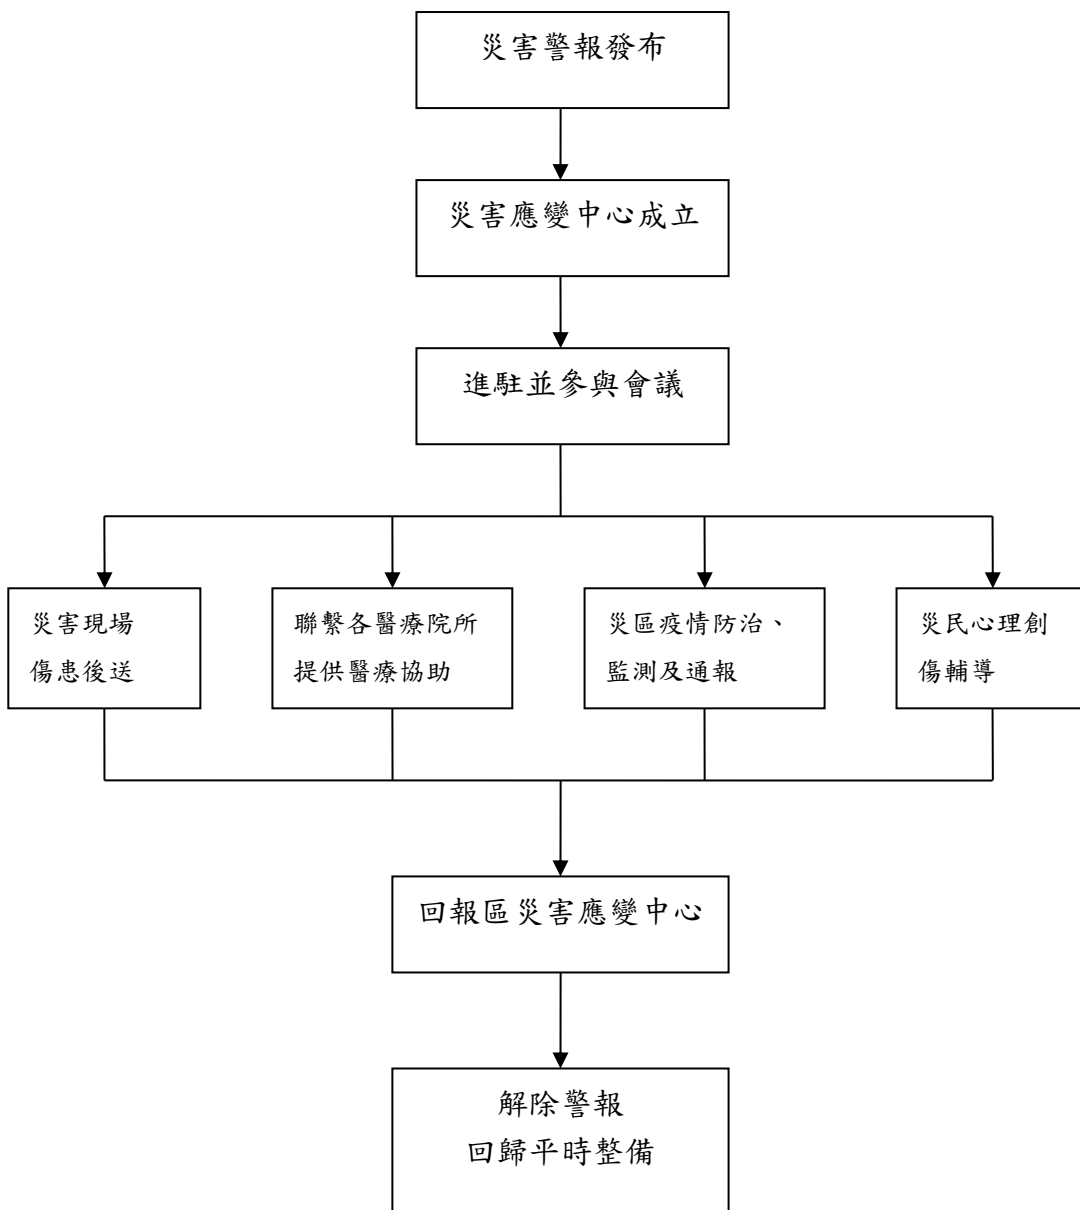 災害警報發布
災害應變中心成立
進駐並參與會議
災害現場
傷患後送
聯繫各醫療院所
提供醫療協助
災區疫情防治、
監測及通報
災民心理創
傷輔導
回報區災害應變中心
解除警報
回歸平時整備